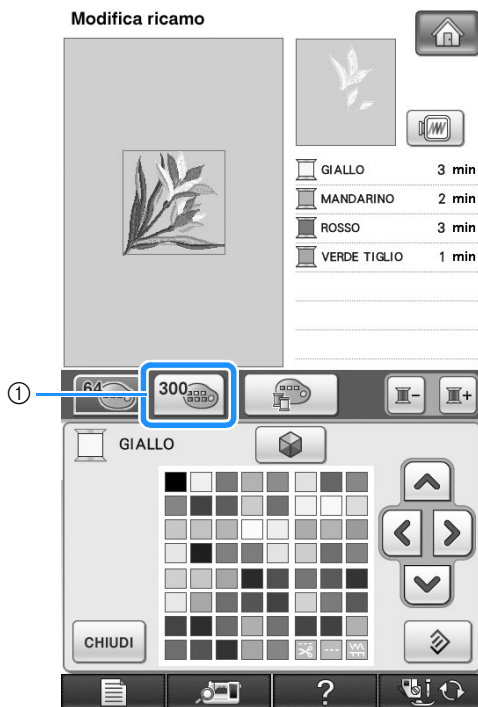 Modifica ricamo
GIALLO 3 min
MANDARINO 2 min
ROSSO 3 min
VERDE TIGLIO 1 min
① 64 300
GIALLO
CHIUDI
?